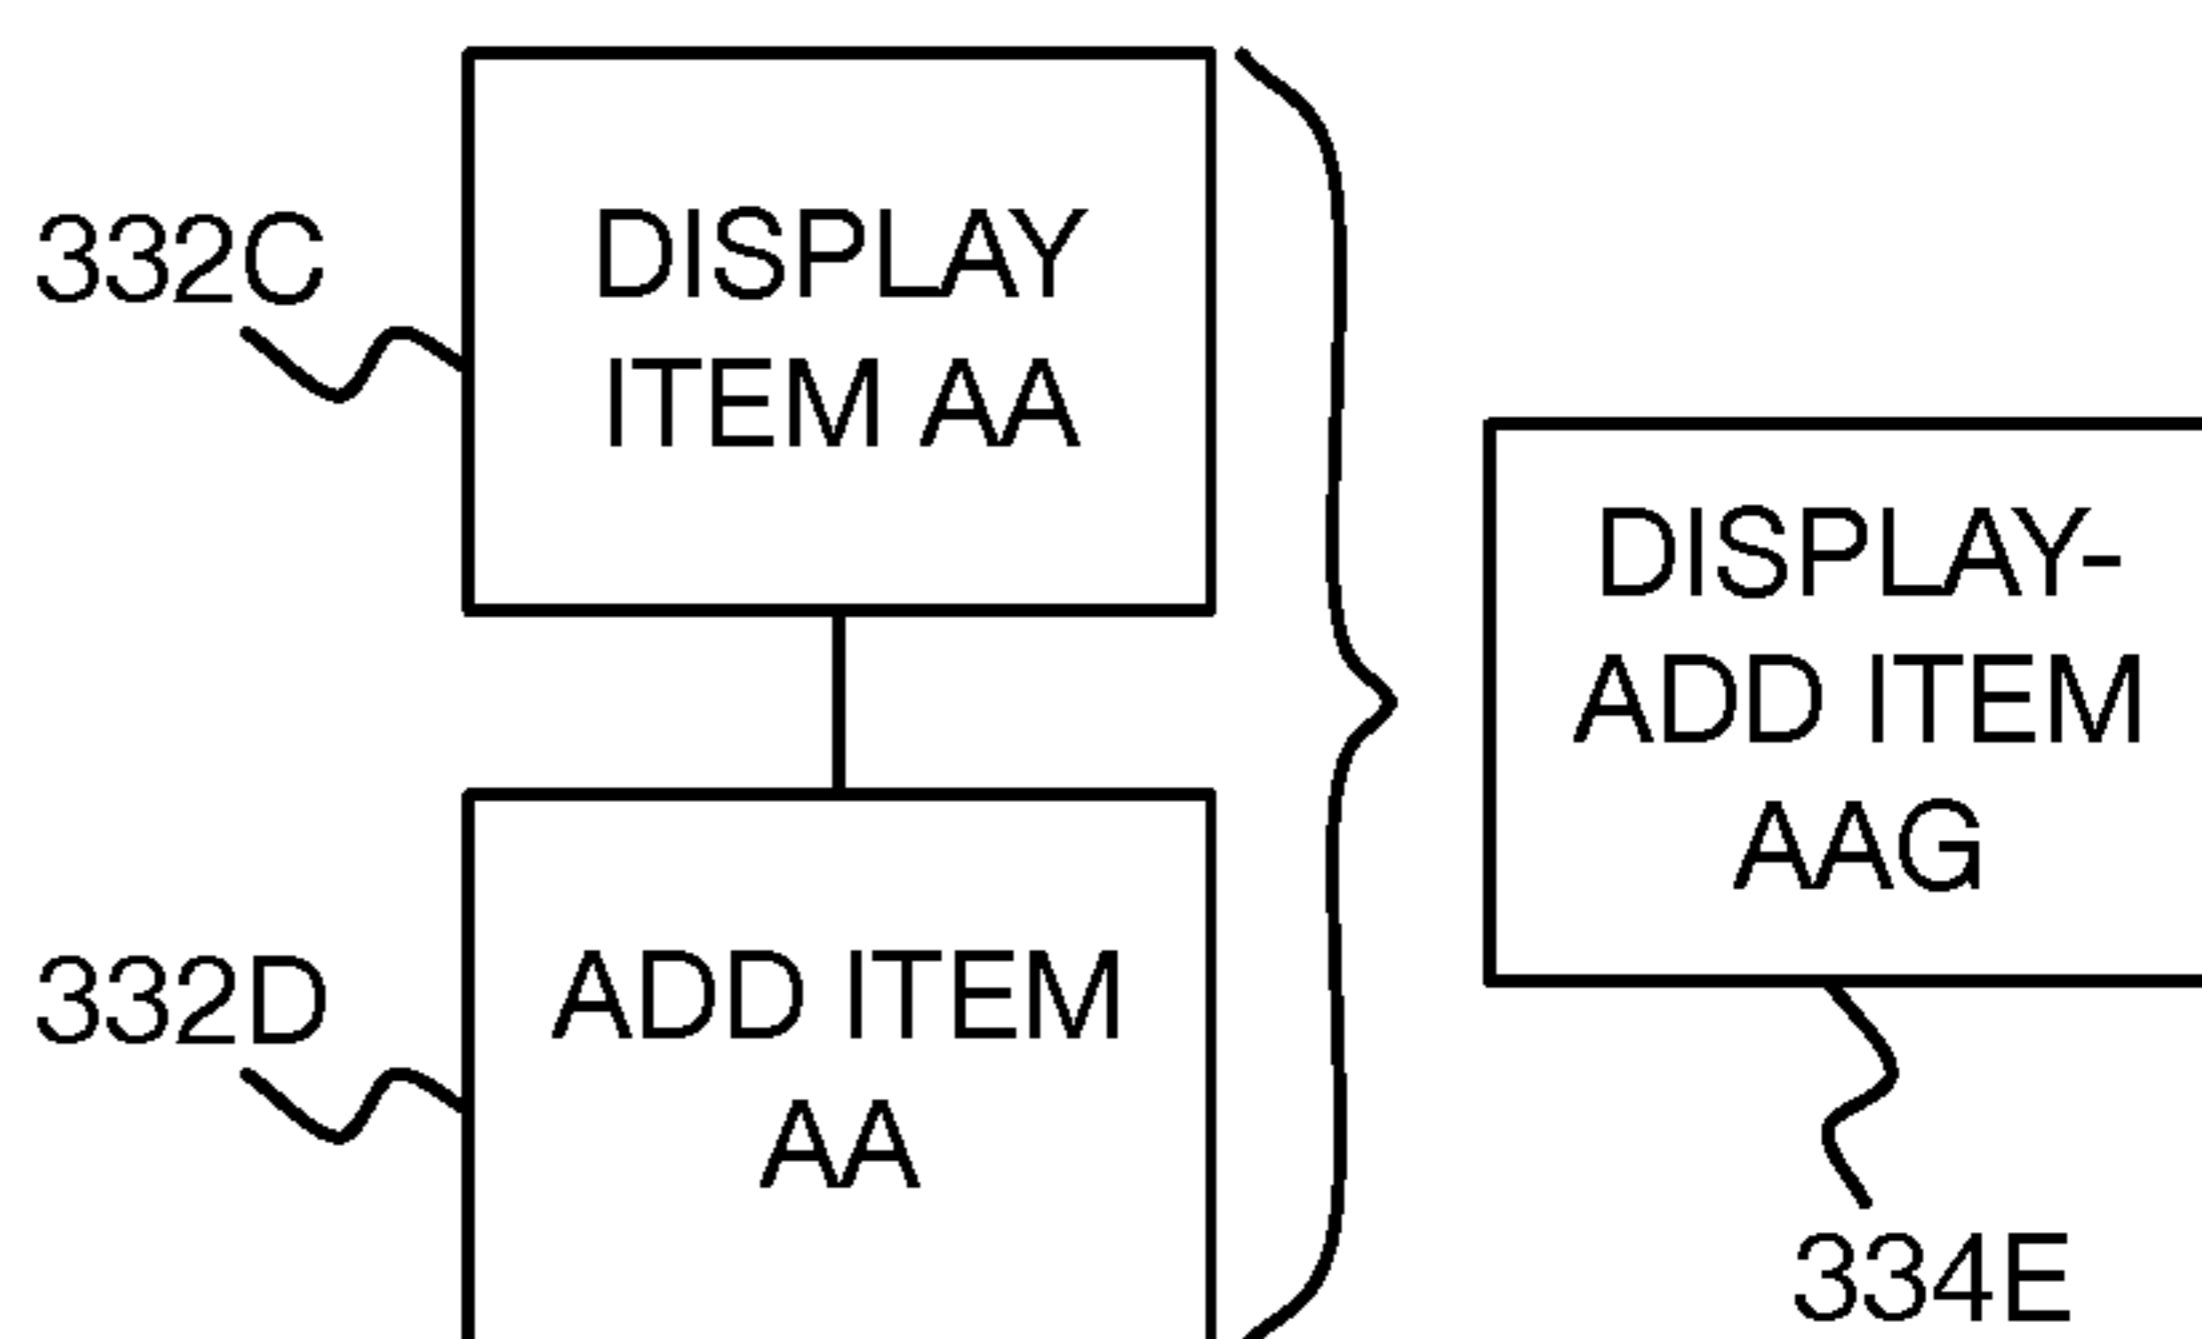 332C
DISPLAY
ITEM AA
DISPLAY-
ADD ITEM
AAG
332D
ADD ITEM
AA
334E